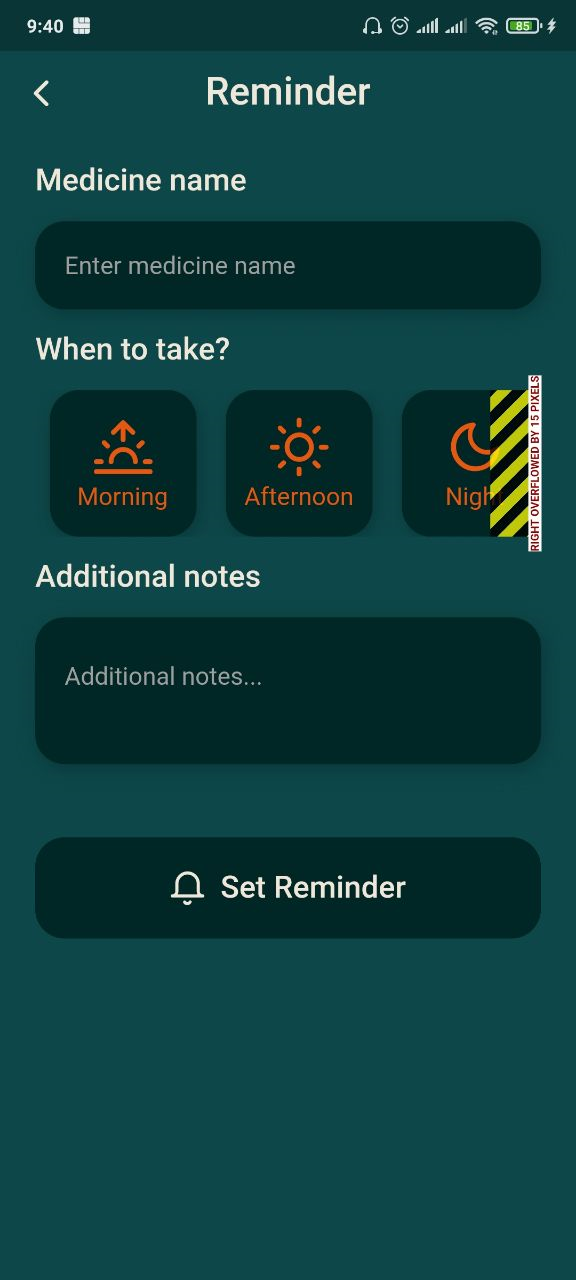 9:40
85
Reminder
Medicine name
Enter medicine name
When to take?
Morning
Afternoon
Night
RIGHT OVERFLOWED BY 15 PIXELS
Additional notes
Additional notes...
Set Reminder